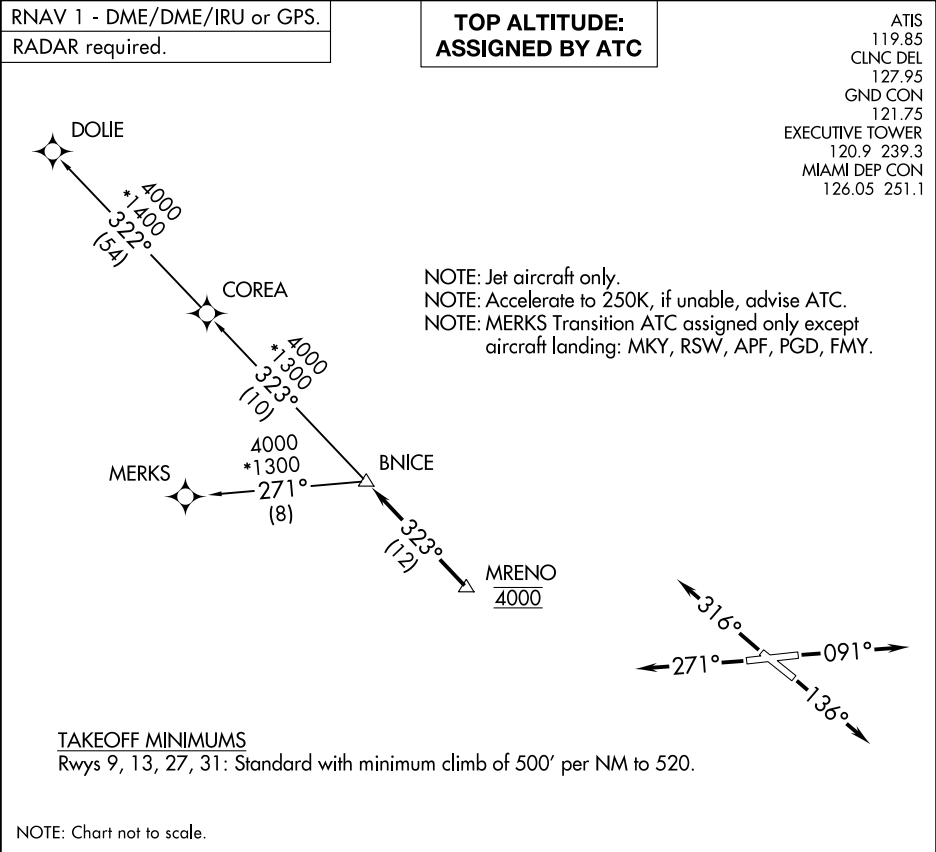 RNAV 1 - DME/DME/IRU or GPS.
RADAR required.
TOP ALTITUDE:
ASSIGNED BY ATC
ATIS
119.85
CLNC DEL
127.95
GND CON
121.75
EXECUTIVE TOWER
120.9 239.3
MIAMI DEP CON
126.05 251.1
DOLIE
4000
*1400
322°
(54)
COREA
NOTE: Jet aircraft only.
NOTE: Accelerate to 250K, if unable, advise ATC.
NOTE: MERKS Transition ATC assigned only except
aircraft landing: MKY, RSW, APF, PGD, FMY.
4000
*1300
323°
(10)
MERKS
4000
*1300
271°
(8)
BNICE
323°
(12)
MRENO
4000
316°
271°
091°
136°
TAKEOFF MINIMUMS
Rwys 9, 13, 27, 31: Standard with minimum climb of 500' per NM to 520.
NOTE: Chart not to scale.